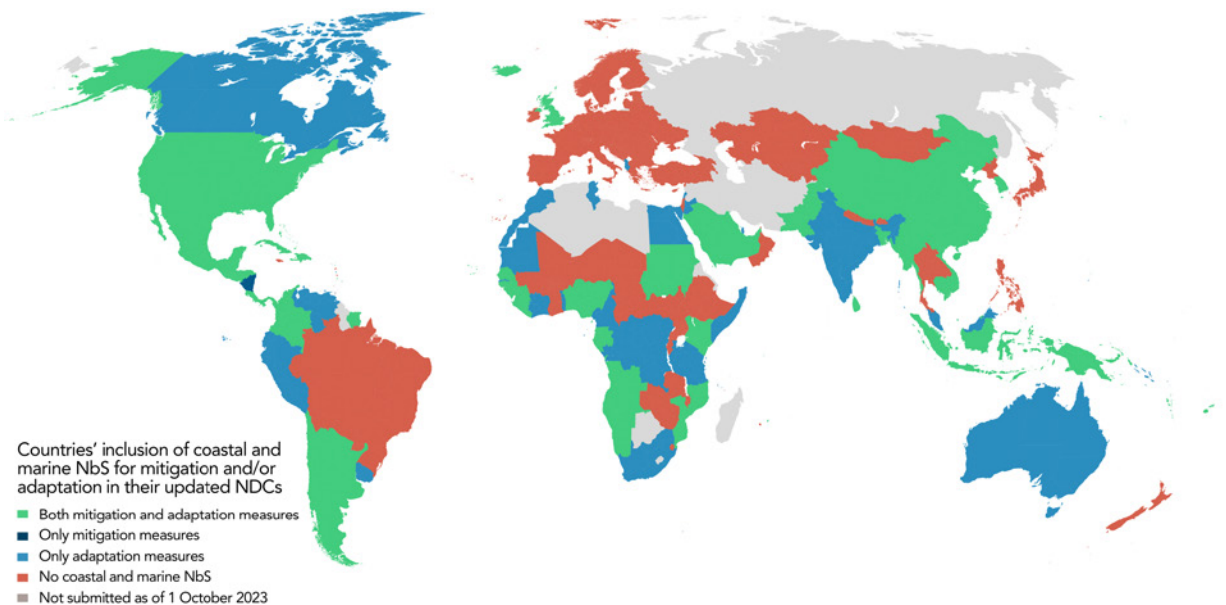 Countries' inclusion of coastal and
marine NbS for mitigation and/or
adaptation in their updated NDCs
Both mitigation and adaptation measures
Only mitigation measures
Only adaptation measures
No coastal and marine NbS
Not submitted as of 1 October 2023